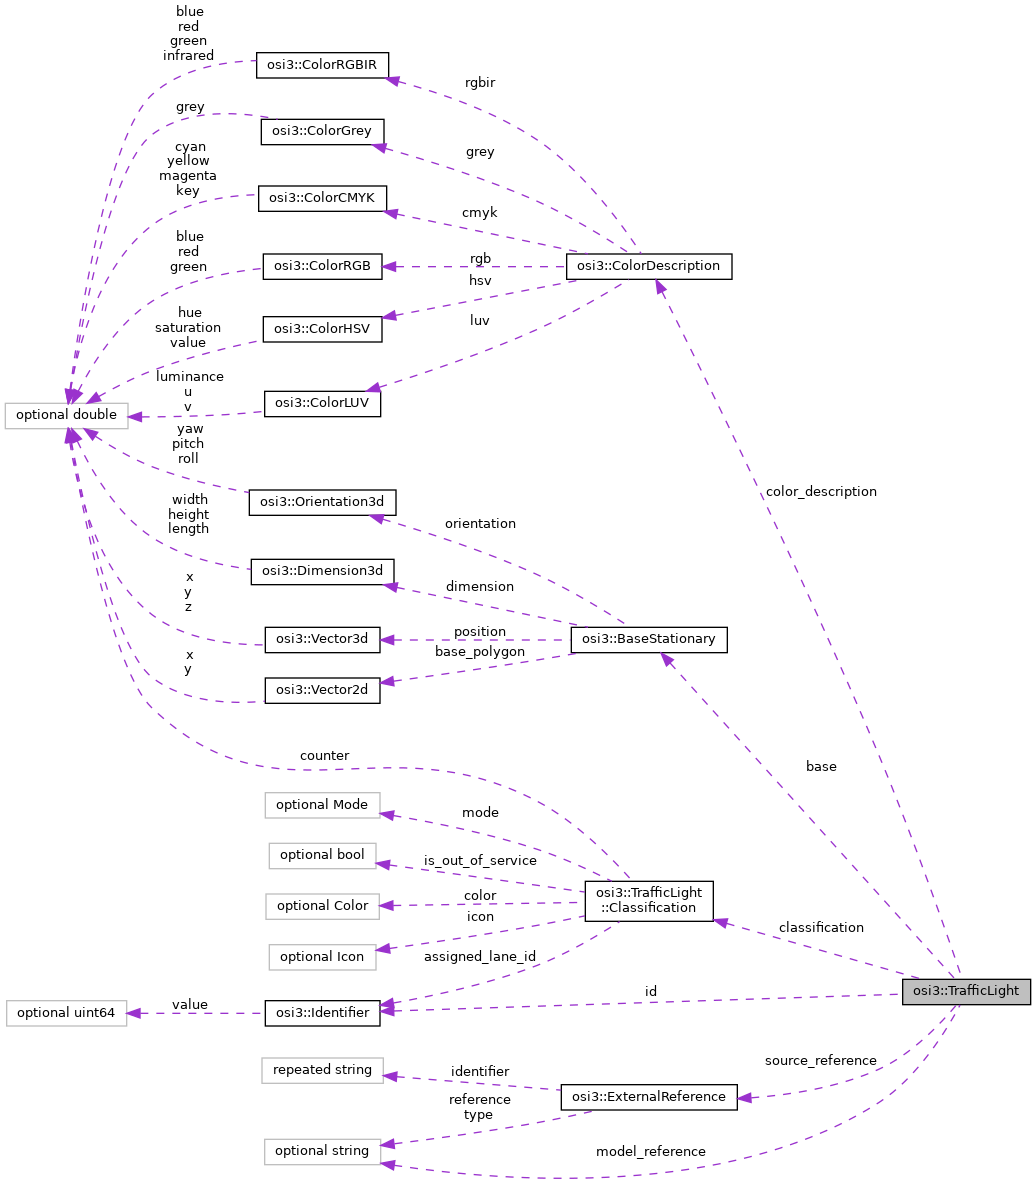 blue
red
green
infrared
osi3::ColorRGBIR
rgbir
grey
osi3::ColorGrey
grey
cyan
yellow
magenta
key
osi3::ColorCMYK
cmyk
blue
red
green
osi3::ColorRGB
rgb
osi3::ColorDescription
hsv
hue
saturation
value
osi3::ColorHSV
luv
luminance
u
v
osi3::ColorLUV
optional double
yaw
pitch
roll
osi3::Orientation3d
color_description
width
height
length
orientation
osi3::Dimension3d
dimension
x
y
z
osi3::Vector3d
position
osi3::BaseStationary
base_polygon
x
y
osi3::Vector2d
counter
base
optional Mode
mode
optional bool
is_out_of_service
optional Color
color
osi3::TrafficLight
::Classification
icon
classification
optional Icon
assigned_lane_id
id
osi3::TrafficLight
optional uint64
value
osi3::Identifier
source_reference
repeated string
identifier
osi3::ExternalReference
reference
type
optional string
model_reference